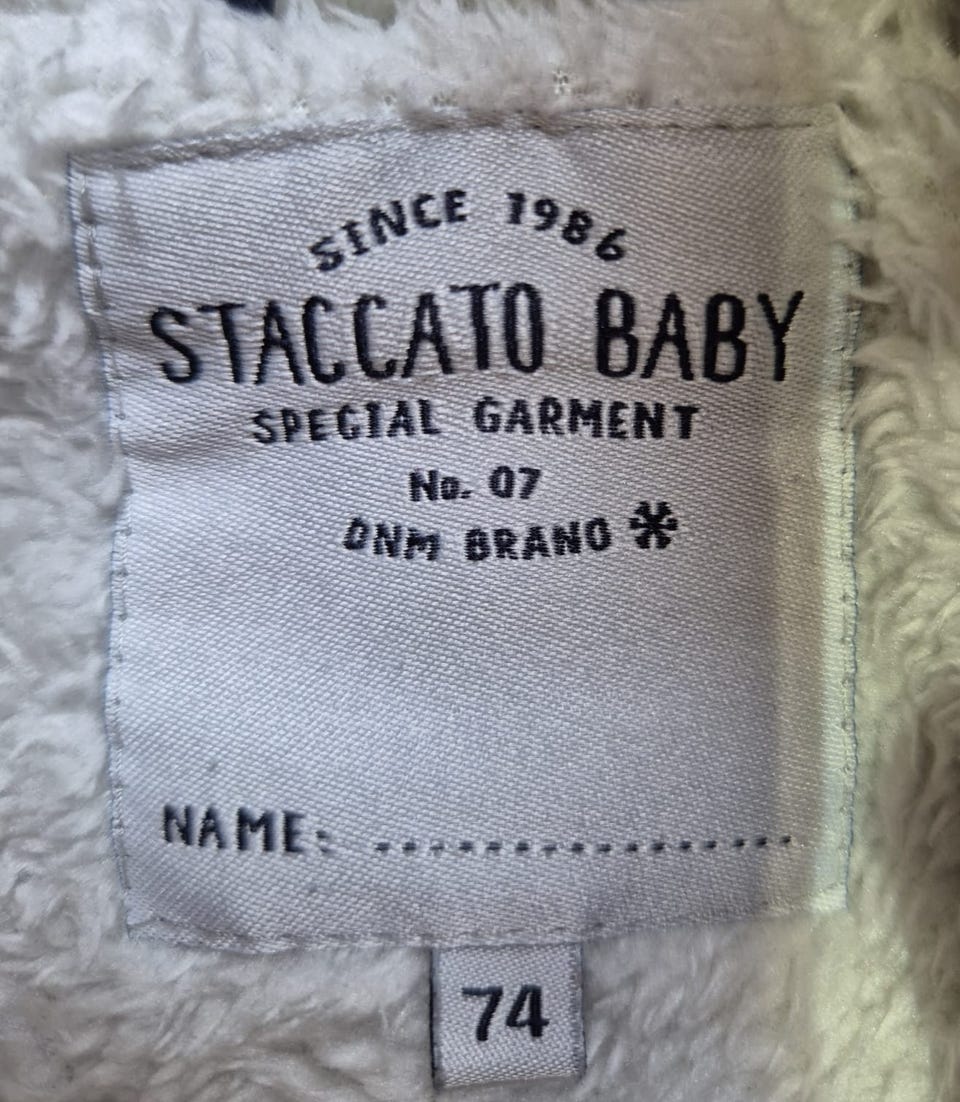 SINCE 1986
STACCATO BABY
SPECIAL GARMENT
No. 07
DNM BRAND *
NAME: ..................
74